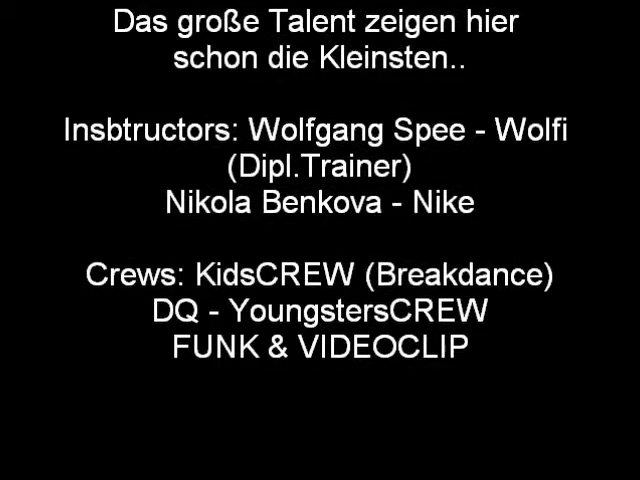 Das große Talent zeigen hier
schon die Kleinsten..
Insbtructors: Wolfgang Spee - Wolfi
(Dipl.Trainer)
Nikola Benkova - Nike
Crews: KidsCREW (Breakdance)
DQ - YoungstersCREW
FUNK & VIDEOCLIP